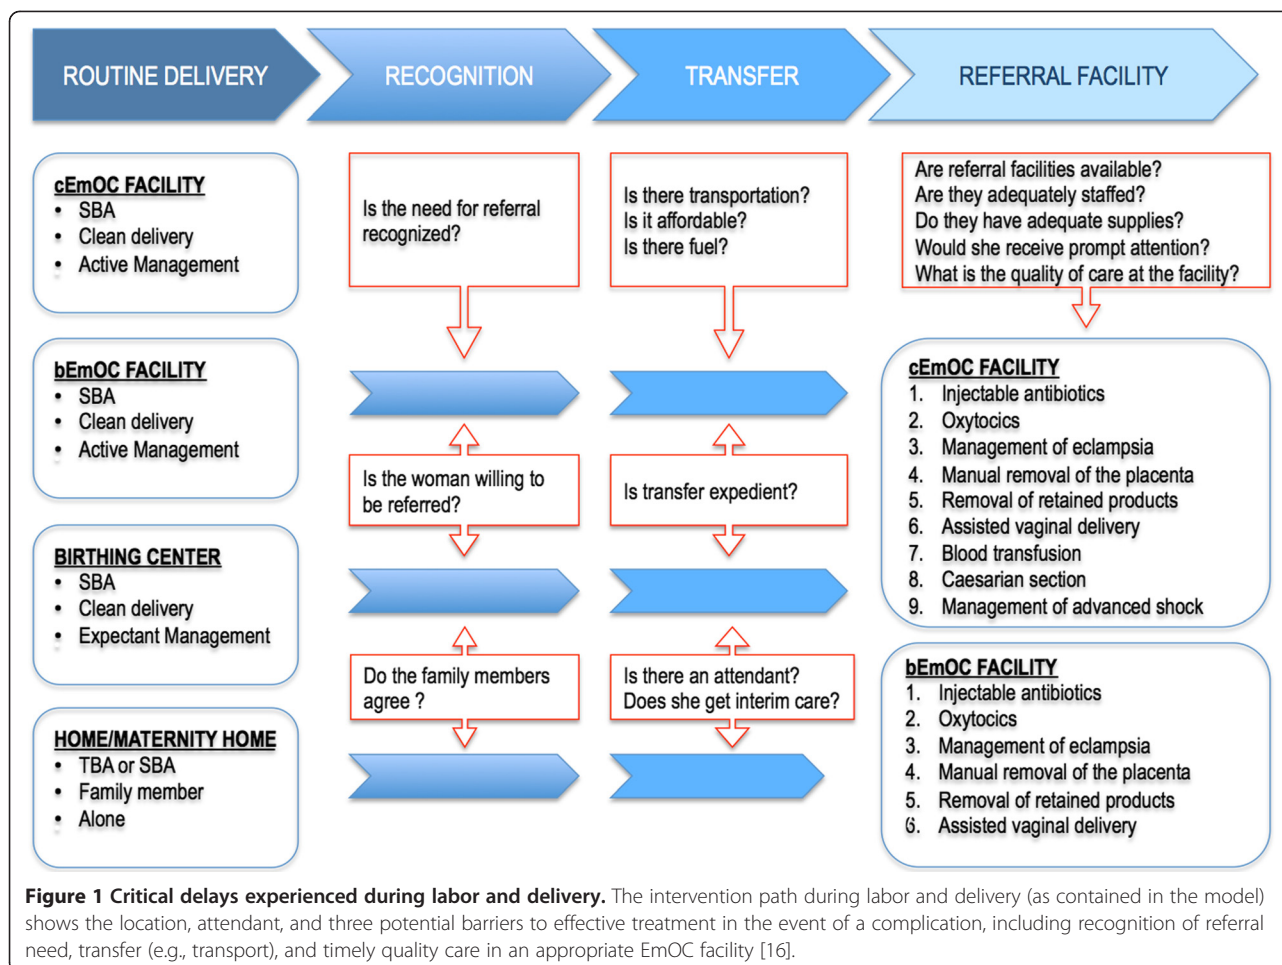 ROUTINE DELIVERY
RECOGNITION
TRANSFER
REFERRAL FACILITY
cEmOC FACILITY
• SBA
• Clean delivery
• Active Management
bEmOC FACILITY
• SBA
• Clean delivery
• Active Management
BIRTHING CENTER
• SBA
• Clean delivery
• Expectant Management
HOME/MATERNITY HOME
• TBA or SBA
• Family member
• Alone
Is the need for referral
recognized?
Is the woman willing to
be referred?
Do the family members
agree ?
Is there transportation?
Is it affordable?
Is there fuel?
Is transfer expedient?
Is there an attendant?
Does she get interim care?
Are referral facilities available?
Are they adequately staffed?
Do they have adequate supplies?
Would she receive prompt attention?
What is the quality of care at the facility?
cEmOC FACILITY
1. Injectable antibiotics
2. Oxytocics
3. Management of eclampsia
4. Manual removal of the placenta
5. Removal of retained products
6. Assisted vaginal delivery
7. Blood transfusion
8. Caesarian section
9. Management of advanced shock
bEmOC FACILITY
1. Injectable antibiotics
2. Oxytocics
3. Management of eclampsia
4. Manual removal of the placenta
5. Removal of retained products
6. Assisted vaginal delivery
Figure 1 Critical delays experienced during labor and delivery. The intervention path during labor and delivery (as contained in the model)
shows the location, attendant, and three potential barriers to effective treatment in the event of a complication, including recognition of referral
need, transfer (e.g., transport), and timely quality care in an appropriate EmOC facility [16].